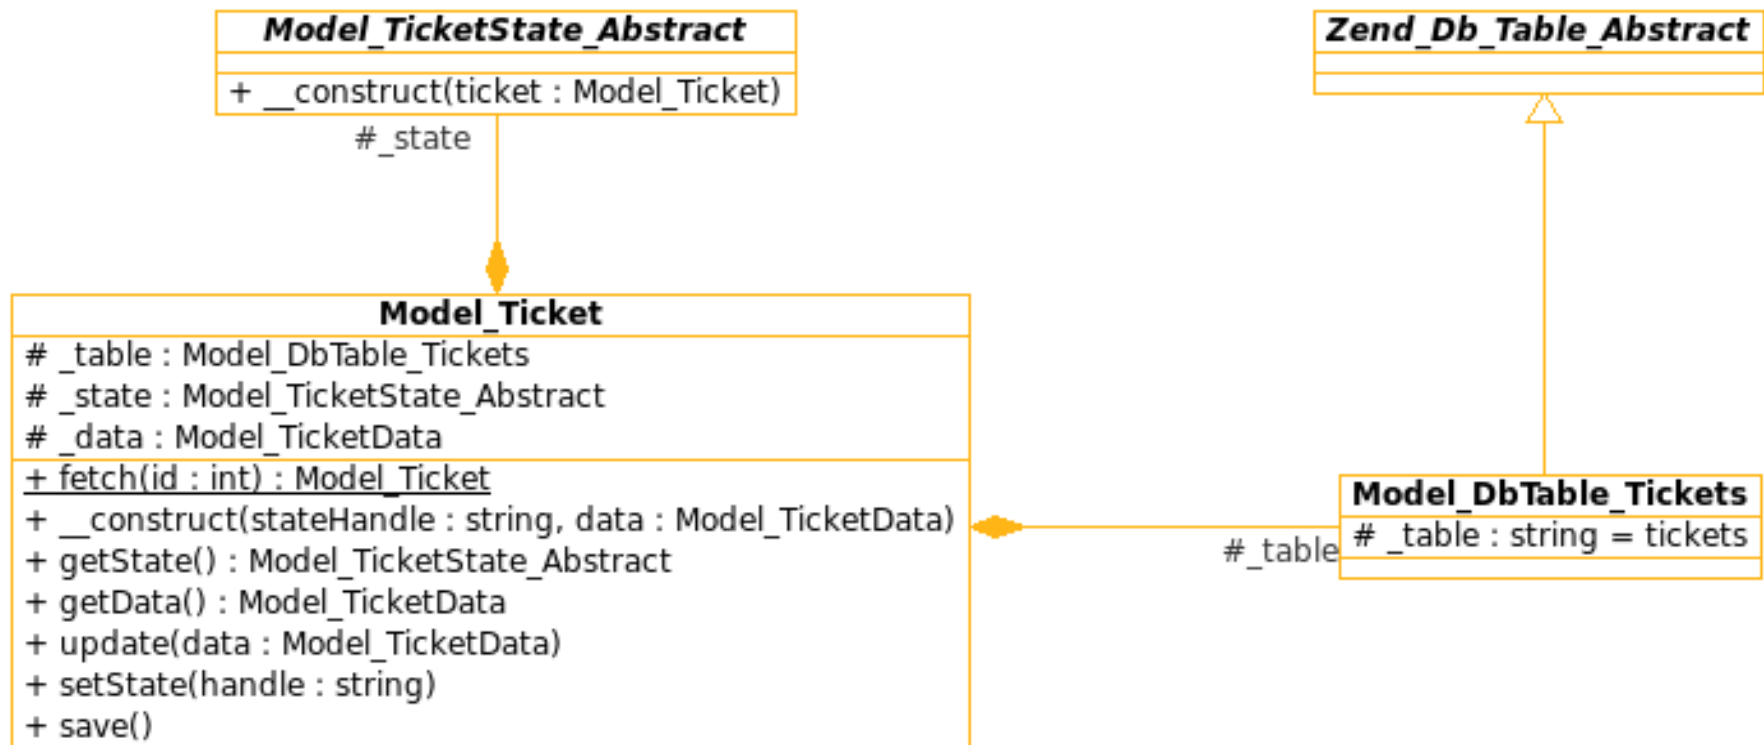 Model_TicketState_Abstract
+ __construct(ticket : Model_Ticket)
#_state
Zend_Db_Table_Abstract
Model_Ticket
# _table : Model_DbTable_Tickets
# _state : Model_TicketState_Abstract
# _data : Model_TicketData
+ fetch(id : int) : Model_Ticket
+ __construct(stateHandle : string, data : Model_TicketData)
+ getState() : Model_TicketState_Abstract
+ getData() : Model_TicketData
+ update(data : Model_TicketData)
+ setState(handle : string)
+ save()
#_table
Model_DbTable_Tickets
# _table : string = tickets